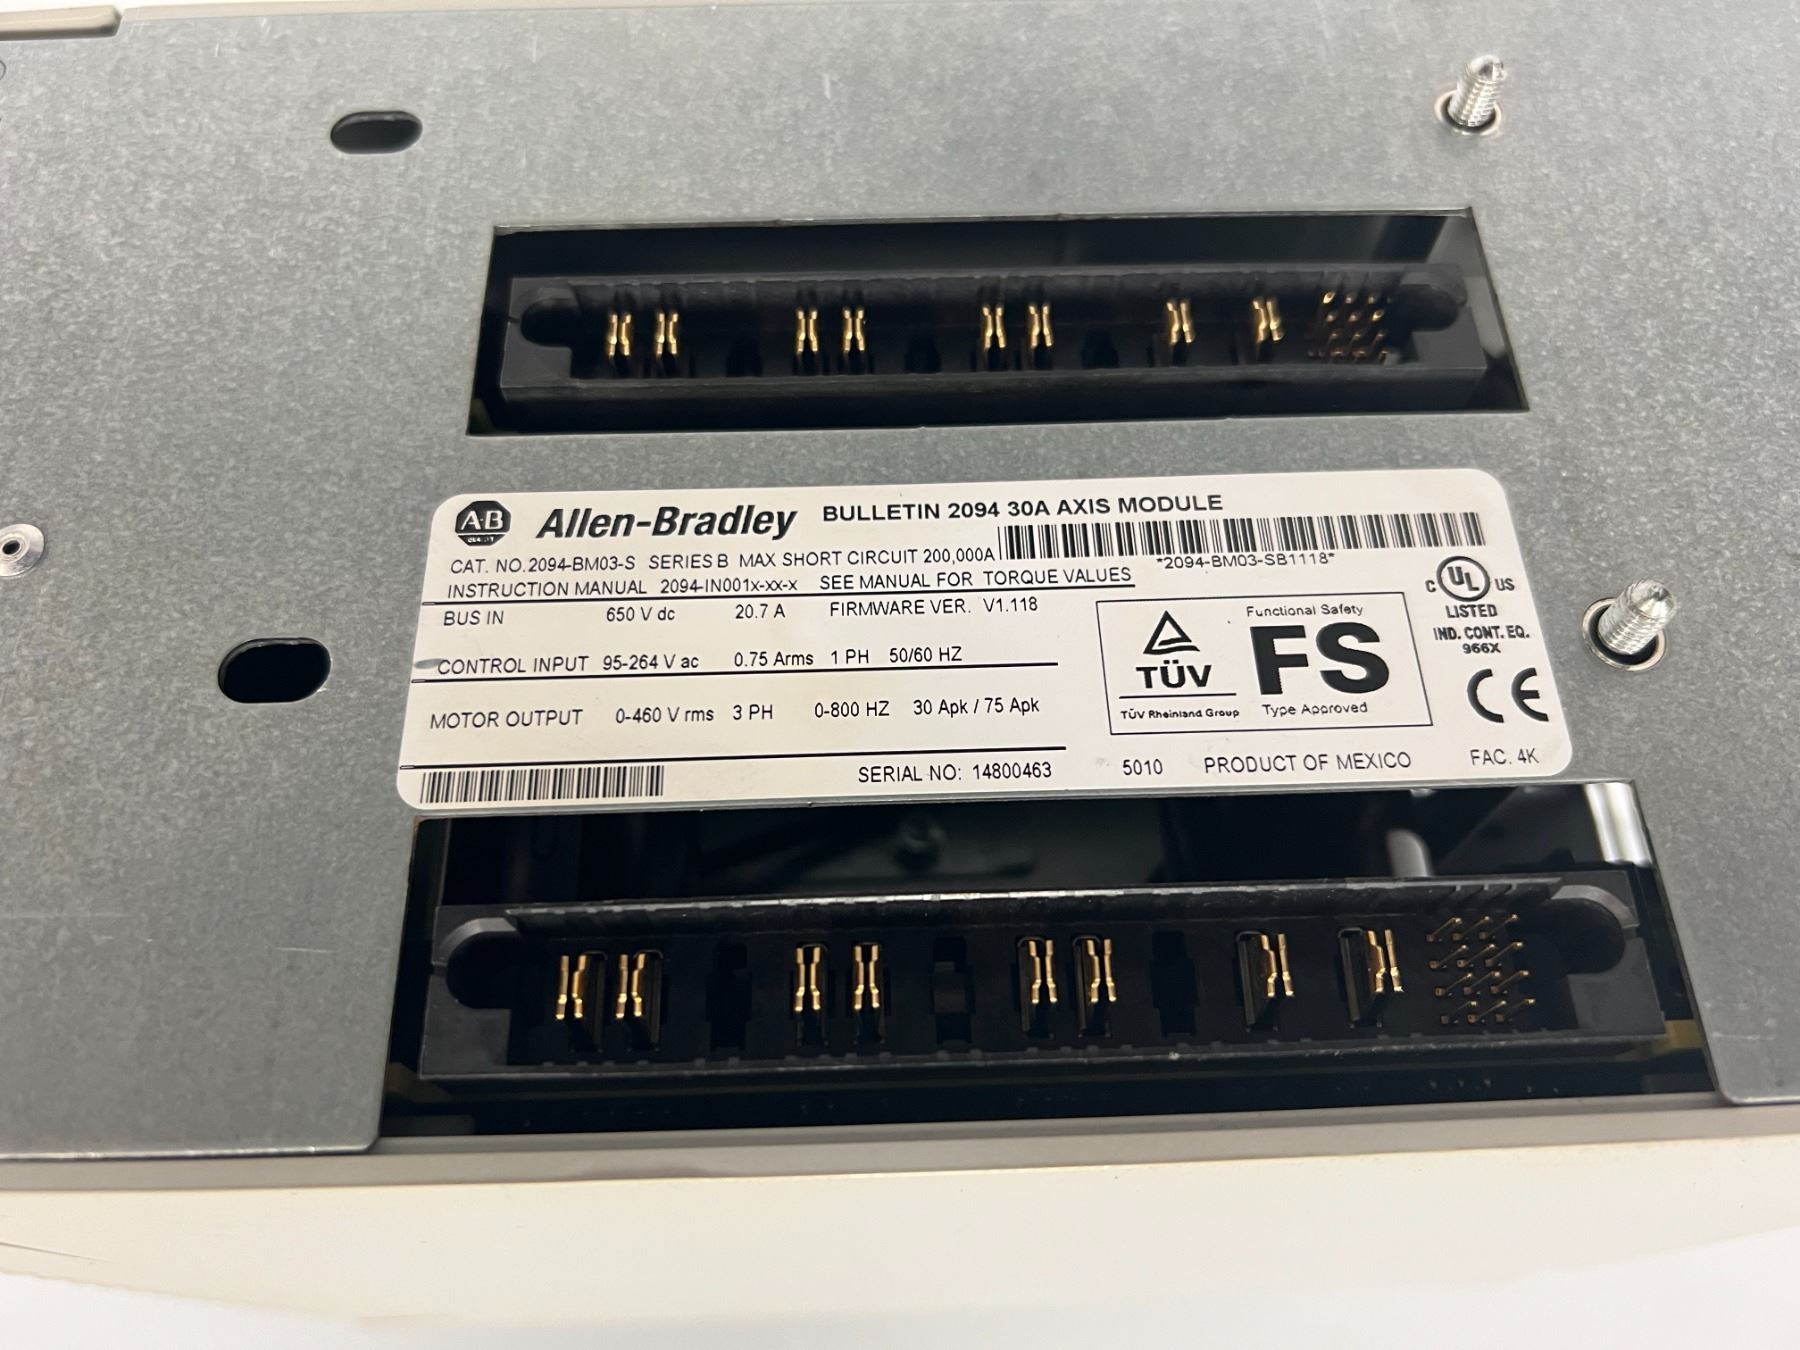 A-B
QUALITY
Allen-Bradley BULLETIN 2094 30A AXIS MODULE
CAT. NO. 2094-BM03-S SERIES B MAX SHORT CIRCUIT 200,000A
*2094-BM03-SB1118*
INSTRUCTION MANUAL 2094-IN001x-xx-x SEE MANUAL FOR TORQUE VALUES
BUS IN 650 V dc 20.7 A FIRMWARE VER. V1.118
CONTROL INPUT 95-264 V ac 0.75 Arms 1 PH 50/60 HZ
MOTOR OUTPUT 0-460 V rms 3 PH 0-800 HZ 30 Apk / 75 Apk
TÜV
TÜV Rheinland Group
Functional Safety
FS
Type Approved
C UL US
LISTED
IND. CONT. EQ.
966X
CE
SERIAL NO: 14800463 5010 PRODUCT OF MEXICO FAC. 4K